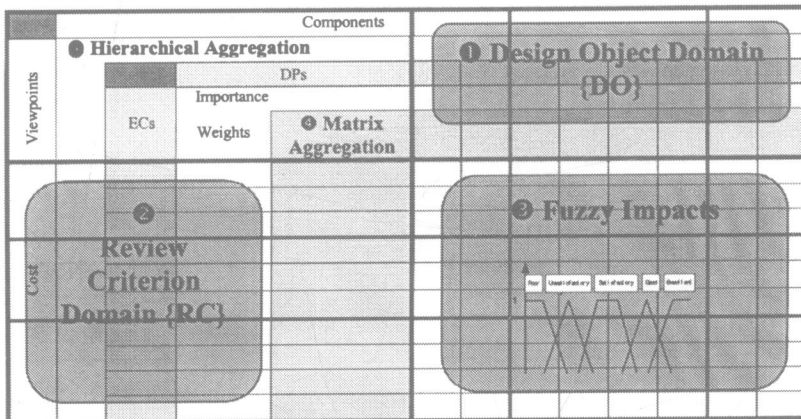 Components
❺ Hierarchical Aggregation
DPs
Viewpoints
ECs
Importance
Weights
❹ Matrix
Aggregation
❶ Design Object Domain
{DO}
❷
Review
Criterion
Domain {RC}
Cost
❸ Fuzzy Impacts
Poor Unsatisfactory Satisfactory Good Excellent
1